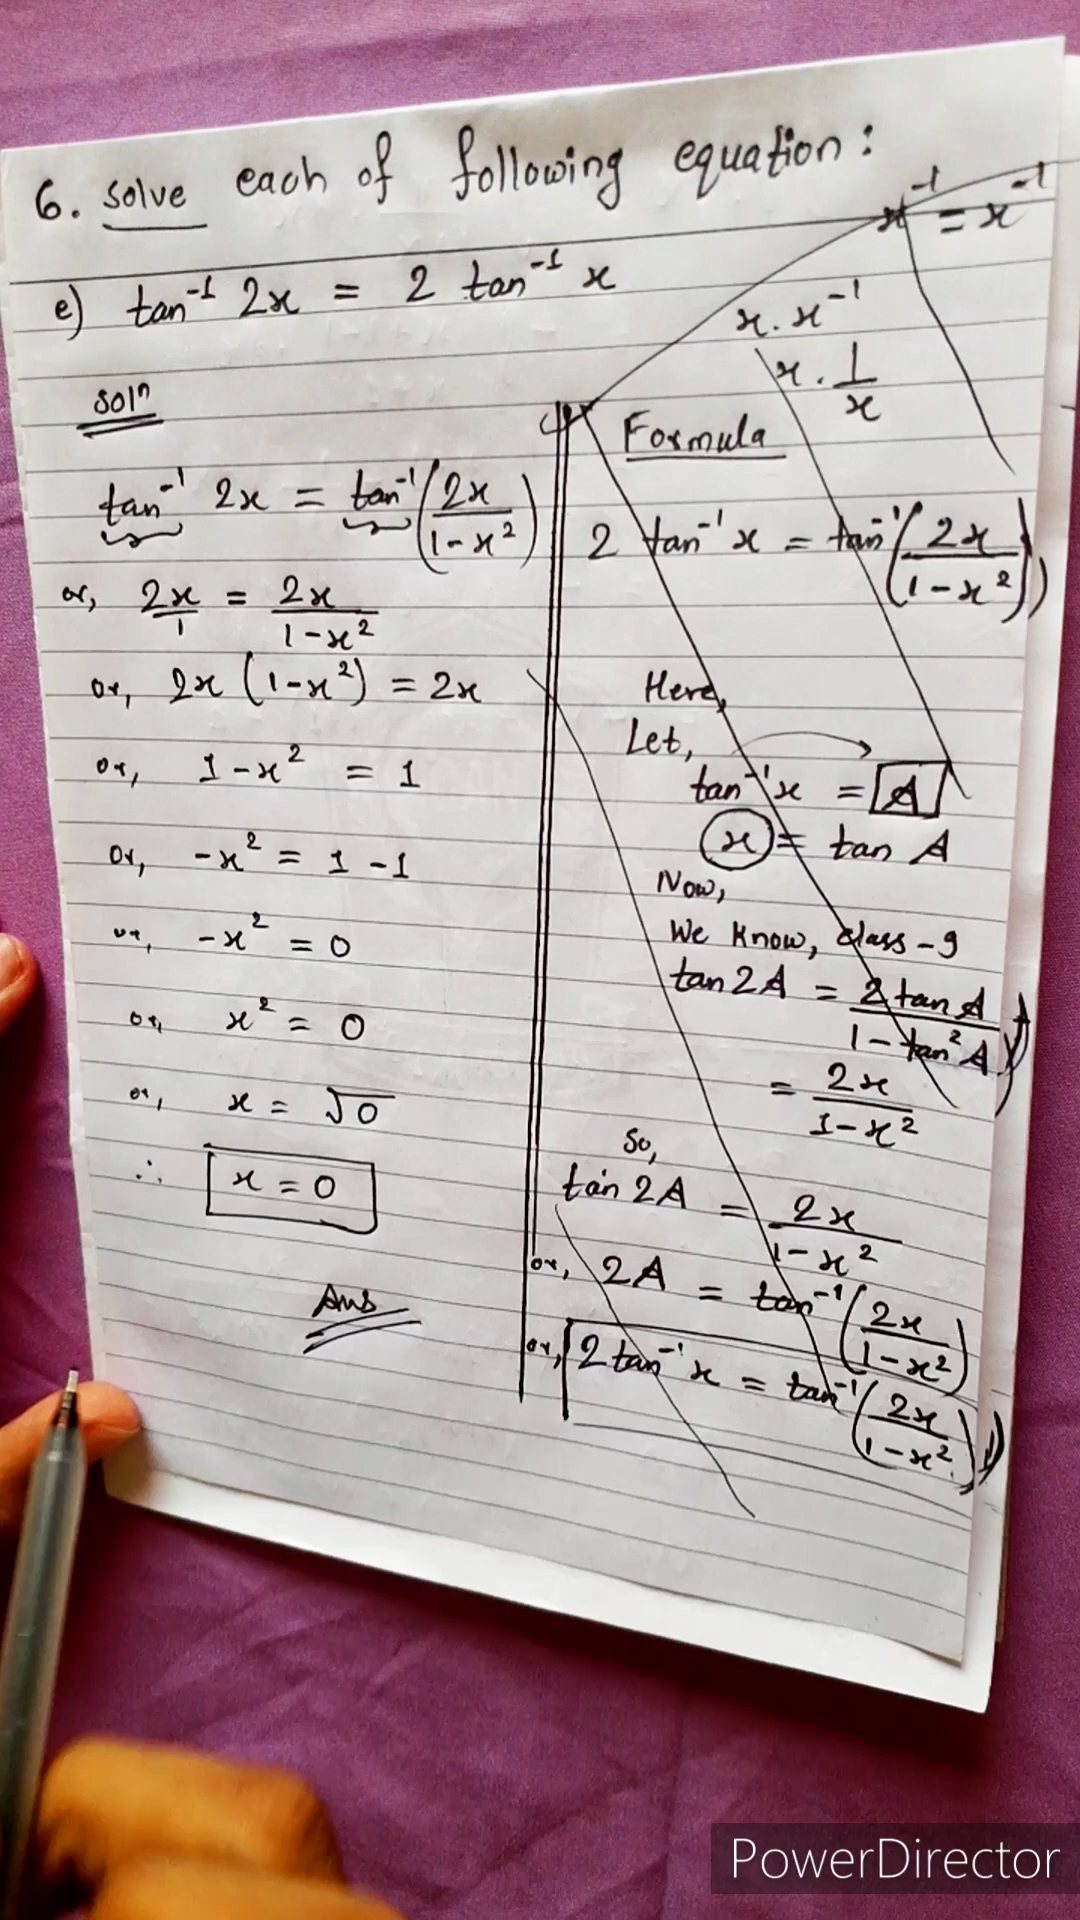 6. solve each of following equation:
x⁻¹ = x⁻¹
e) tan⁻¹ 2x = 2 tan⁻¹ x
x . x⁻¹
x . 1/x
Solⁿ
tan⁻¹ 2x = tan⁻¹(2x/1-x²)
or, 2x/1 = 2x/1-x²
or, 2x (1-x²) = 2x
or, 1-x² = 1
or, -x² = 1-1
or, -x² = 0
or, x² = 0
or, x = √0
∴ x = 0
Ans
Formula
2 tan⁻¹ x = tan⁻¹(2x/1-x²)
Here,
Let,
tan⁻¹x = A
x = tan A
Now,
We Know, class-9
tan 2A = 2 tan A/1-tan² A
= 2x/1-x²
So,
tan 2A = 2x/1-x²
or, 2A = tan⁻¹(2x/1-x²)
or, 2 tan⁻¹ x = tan⁻¹(2x/1-x²)
PowerDirector